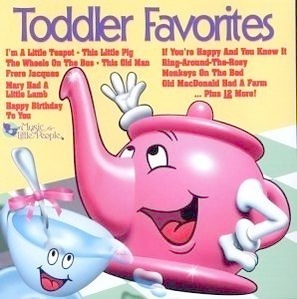 Toddler Favorites
I'm A Little Teapot • This Little Pig
The Wheels On The Bus • This Old Man
Frere Jacques
Mary Had A
Little Lamb
Happy Birthday
To You
Music
for
Little People
If You're Happy And You Know It
Ring-Around-The-Rosy
Monkeys On The Bed
Old MacDonald Had A Farm
... Plus 12 More!